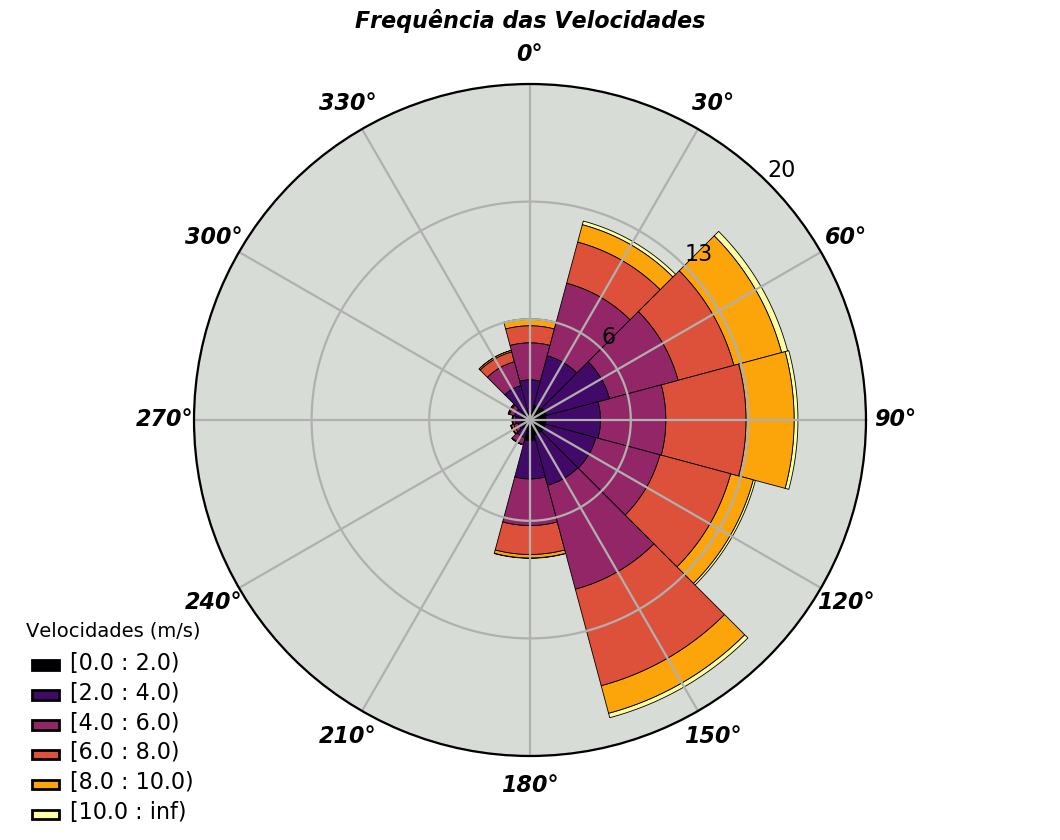 Frequência das Velocidades
0°
330°
30°
20
300°
60°
13
6
270°
90°
240°
120°
210°
150°
180°
Velocidades (m/s)
[0.0 : 2.0)
[2.0 : 4.0)
[4.0 : 6.0)
[6.0 : 8.0)
[8.0 : 10.0)
[10.0 : inf)